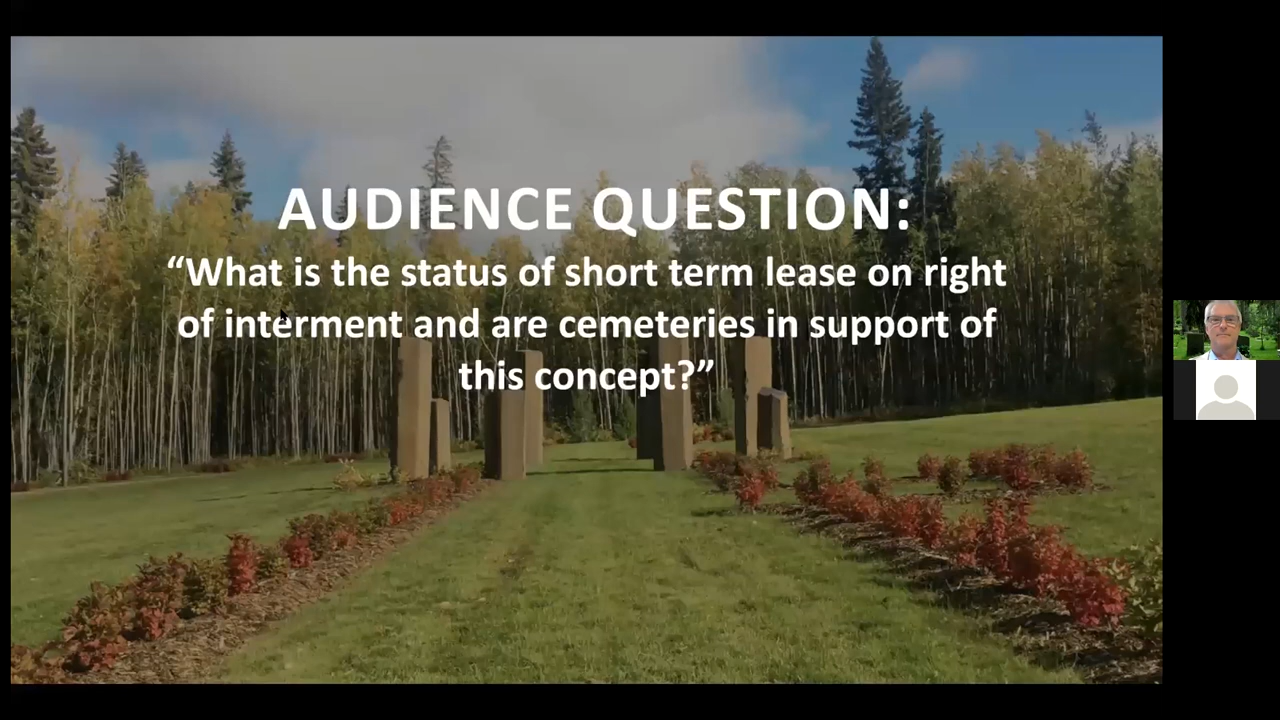 AUDIENCE QUESTION:
“What is the status of short term lease on right
of interment and are cemeteries in support of
this concept?”